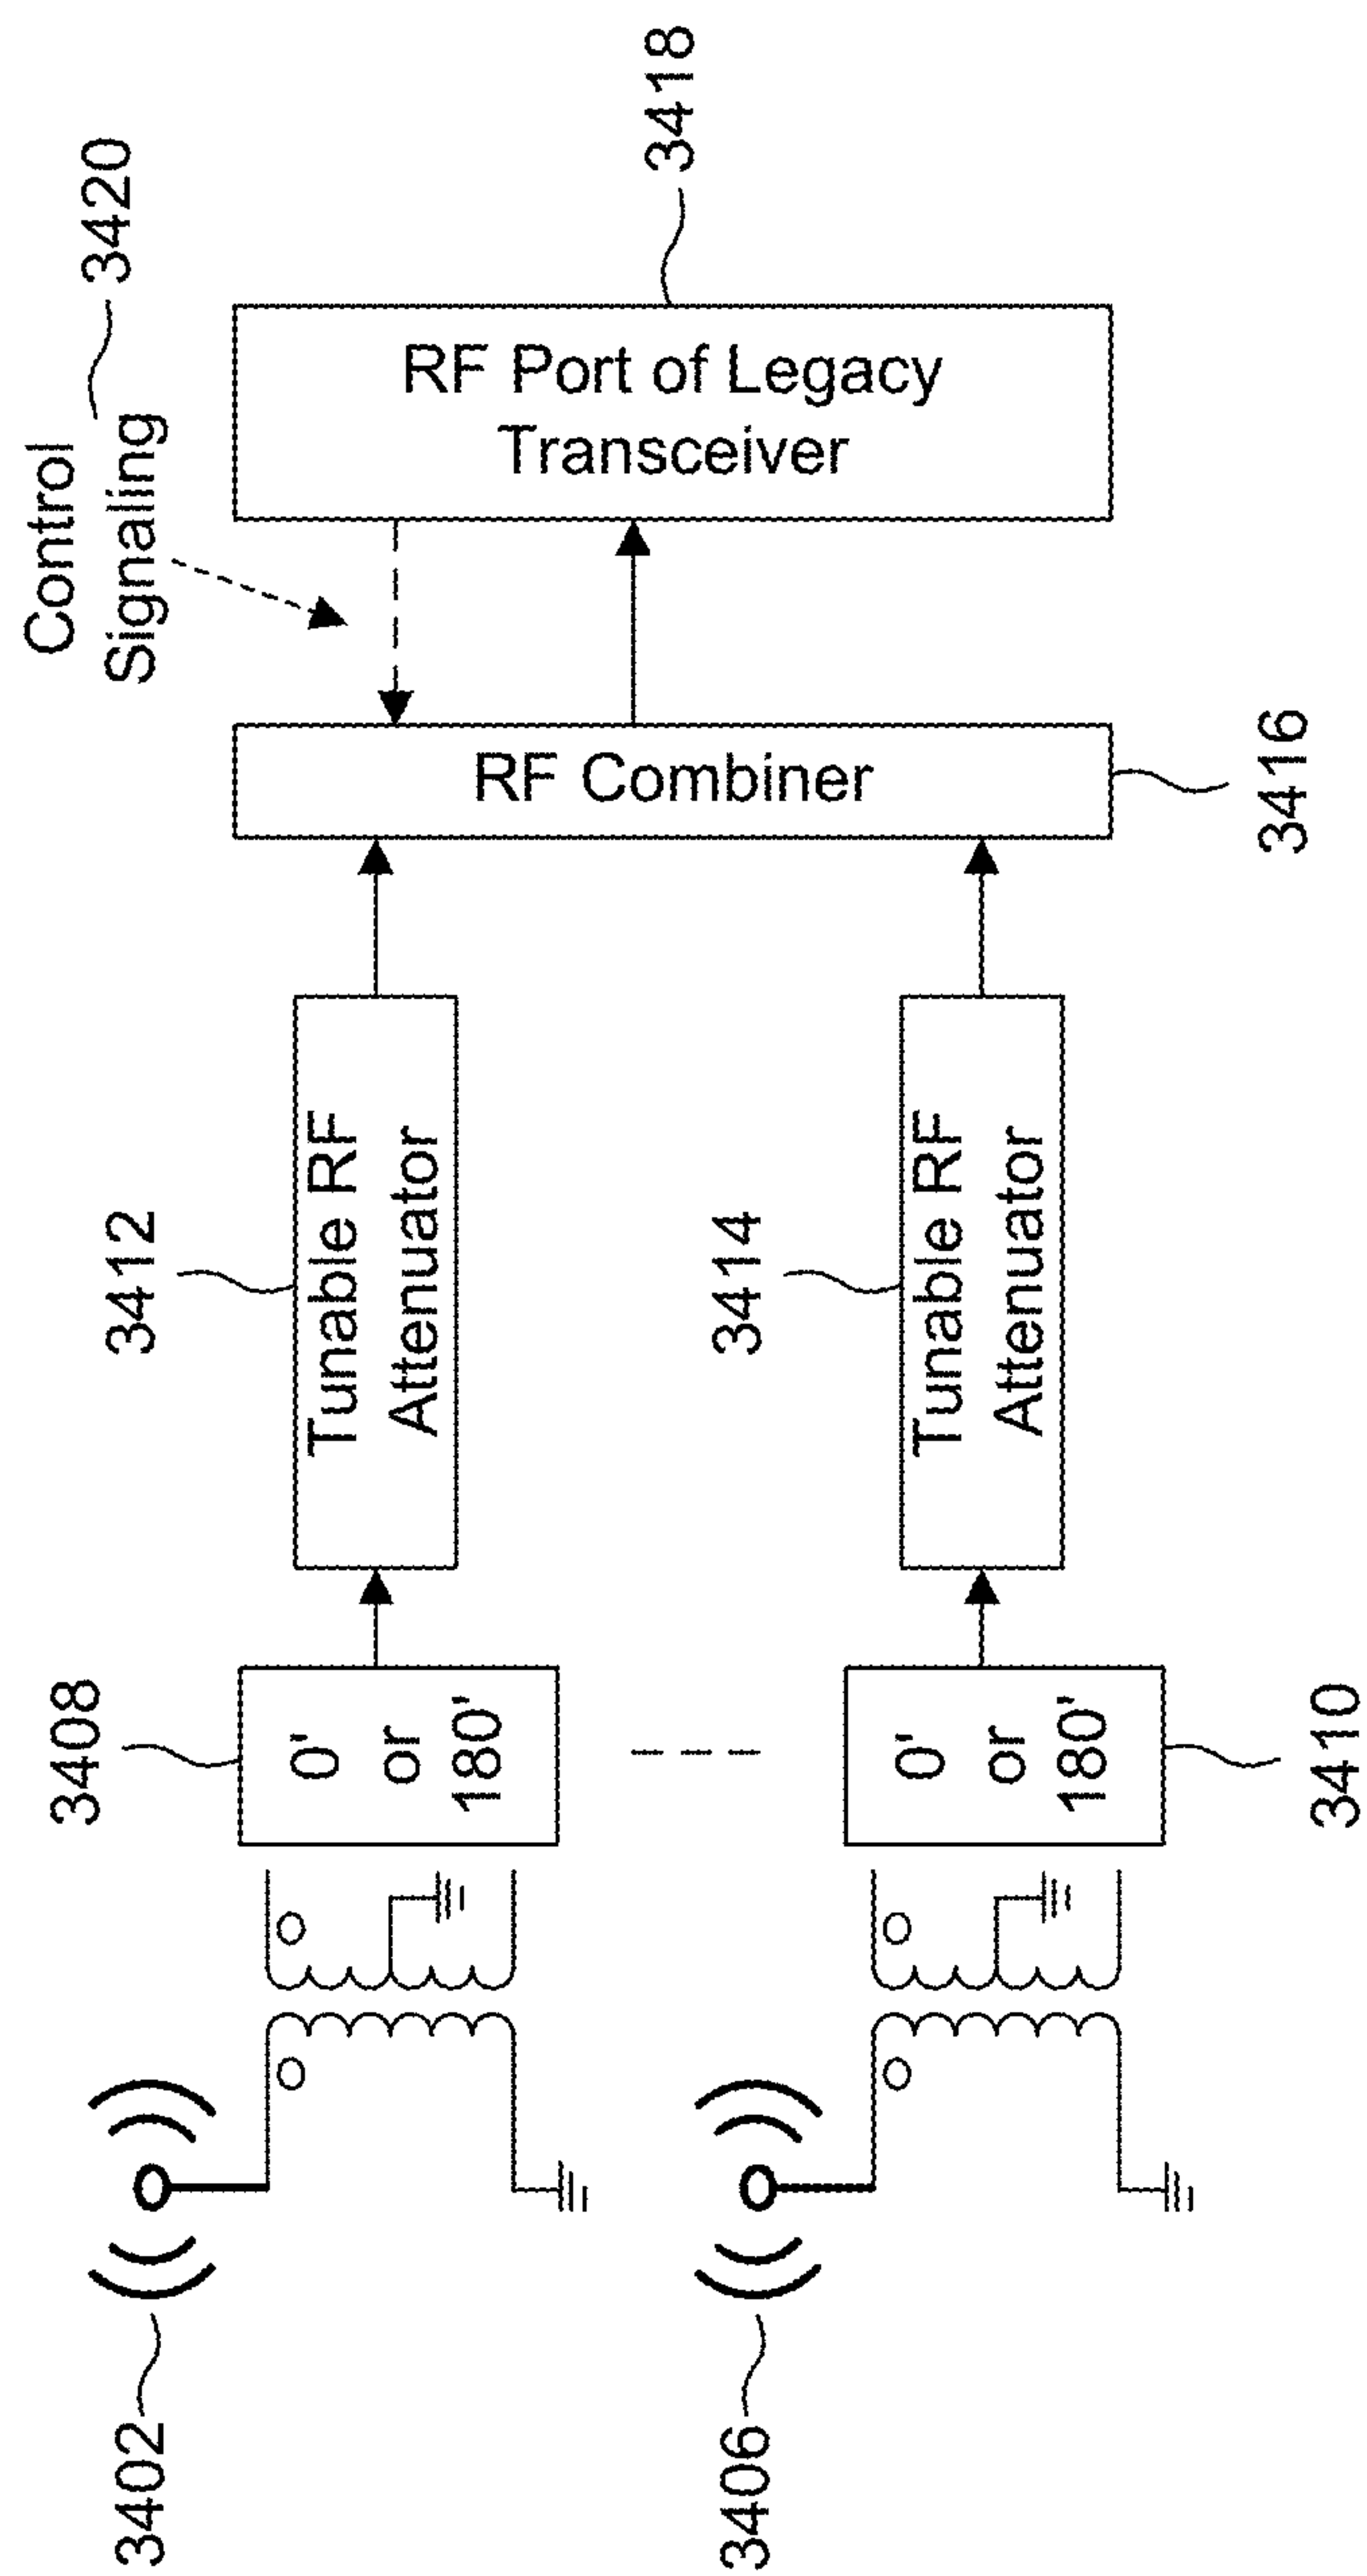 Control
Signaling
3420
3418
RF Port of Legacy
Transceiver
RF Combiner
3416
3412
Tunable RF
Attenuator
3414
Tunable RF
Attenuator
3408
0'
or
180'
0'
or
180'
3410
3402
3406